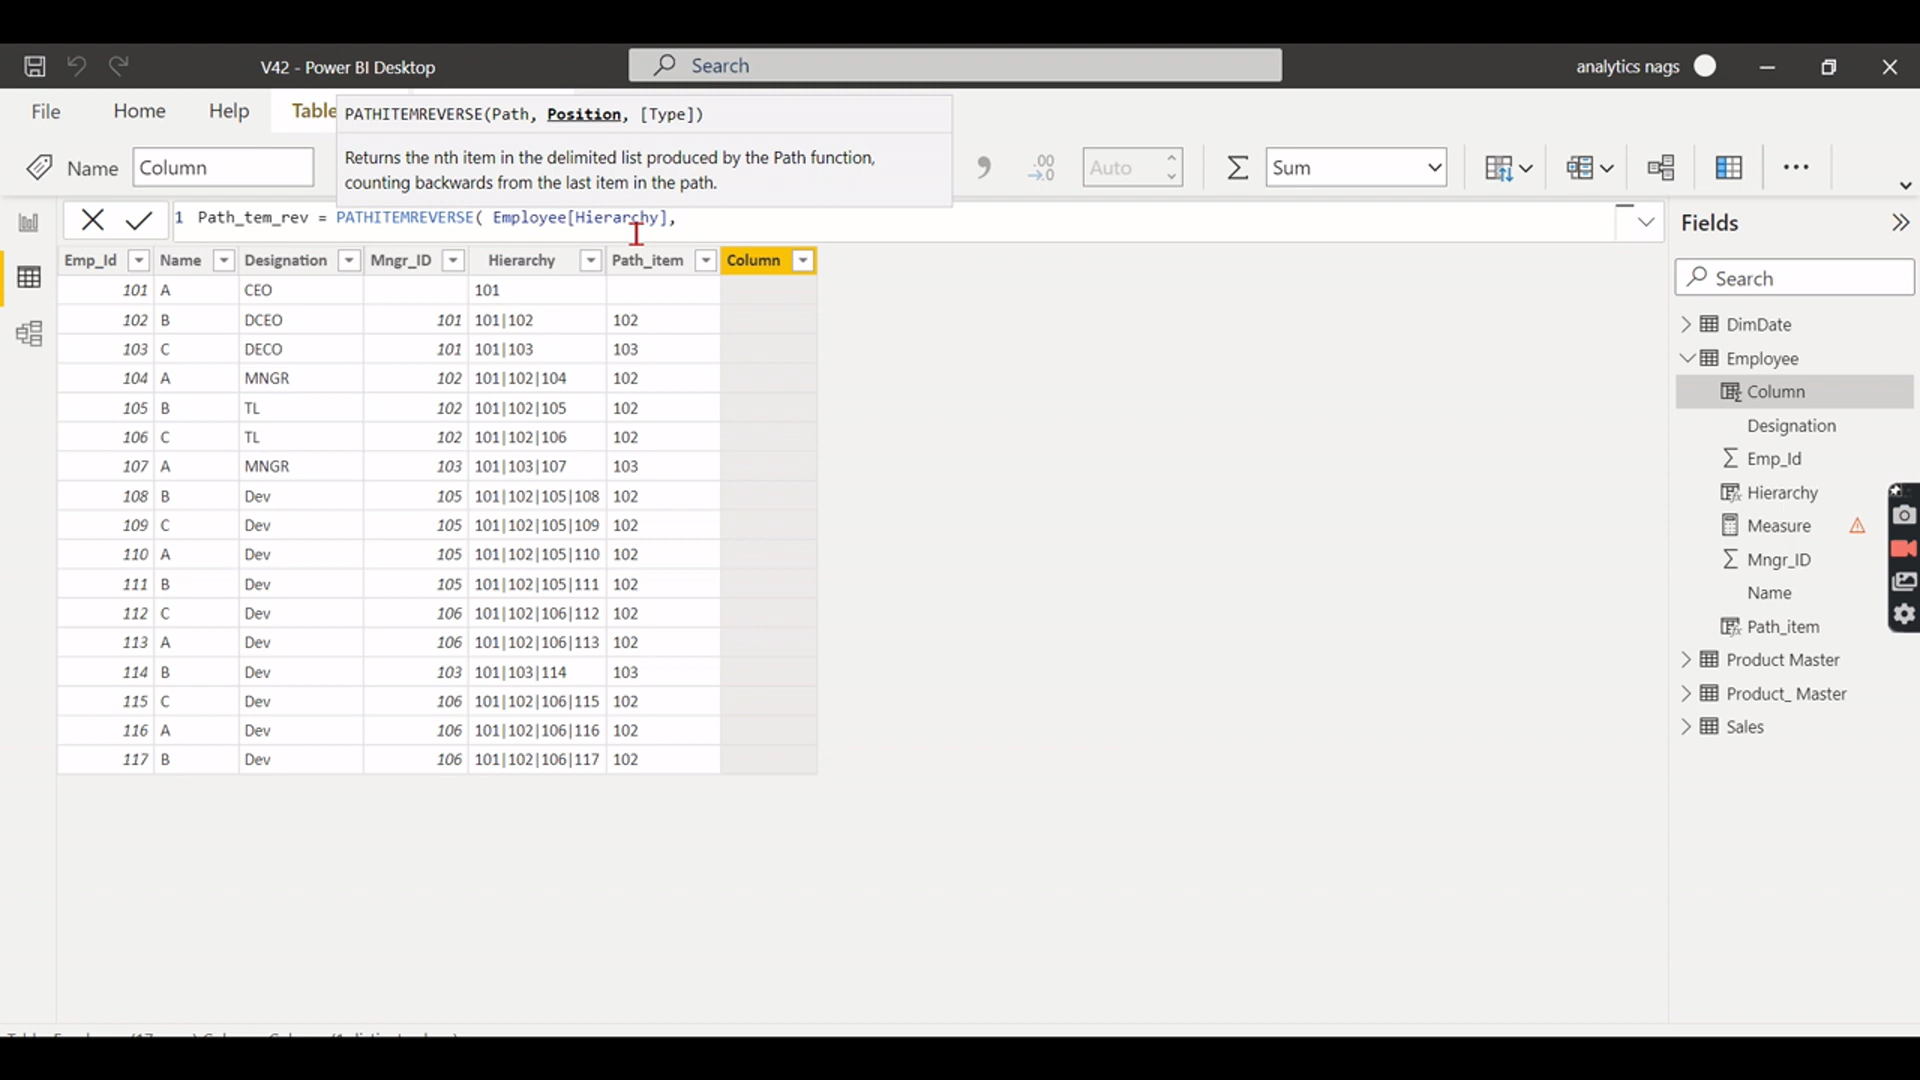 V42 - Power BI Desktop
Search
analytics nags
File
Home
Help
Table
PATHITEMREVERSE(Path, Position, [Type])
Returns the nth item in the delimited list produced by the Path function,
counting backwards from the last item in the path.
Name
Column
.00
0
Auto
Sum
1 Path_tem_rev = PATHITEMREVERSE( Employee[Hierarchy],
Emp_Id Name Designation Mngr_ID Hierarchy Path_item Column
101 A CEO 101
102 B DCEO 101 101|102 102
103 C DECO 101 101|103 103
104 A MNGR 102 101|102|104 102
105 B TL 102 101|102|105 102
106 C TL 102 101|102|106 102
107 A MNGR 103 101|103|107 103
108 B Dev 105 101|102|105|108 102
109 C Dev 105 101|102|105|109 102
110 A Dev 105 101|102|105|110 102
111 B Dev 105 101|102|105|111 102
112 C Dev 106 101|102|106|112 102
113 A Dev 106 101|102|106|113 102
114 B Dev 103 101|103|114 103
115 C Dev 106 101|102|106|115 102
116 A Dev 106 101|102|106|116 102
117 B Dev 106 101|102|106|117 102
Fields
Search
DimDate
Employee
Column
Designation
Emp_Id
Hierarchy
Measure
Mngr_ID
Name
Path_item
Product Master
Product_ Master
Sales